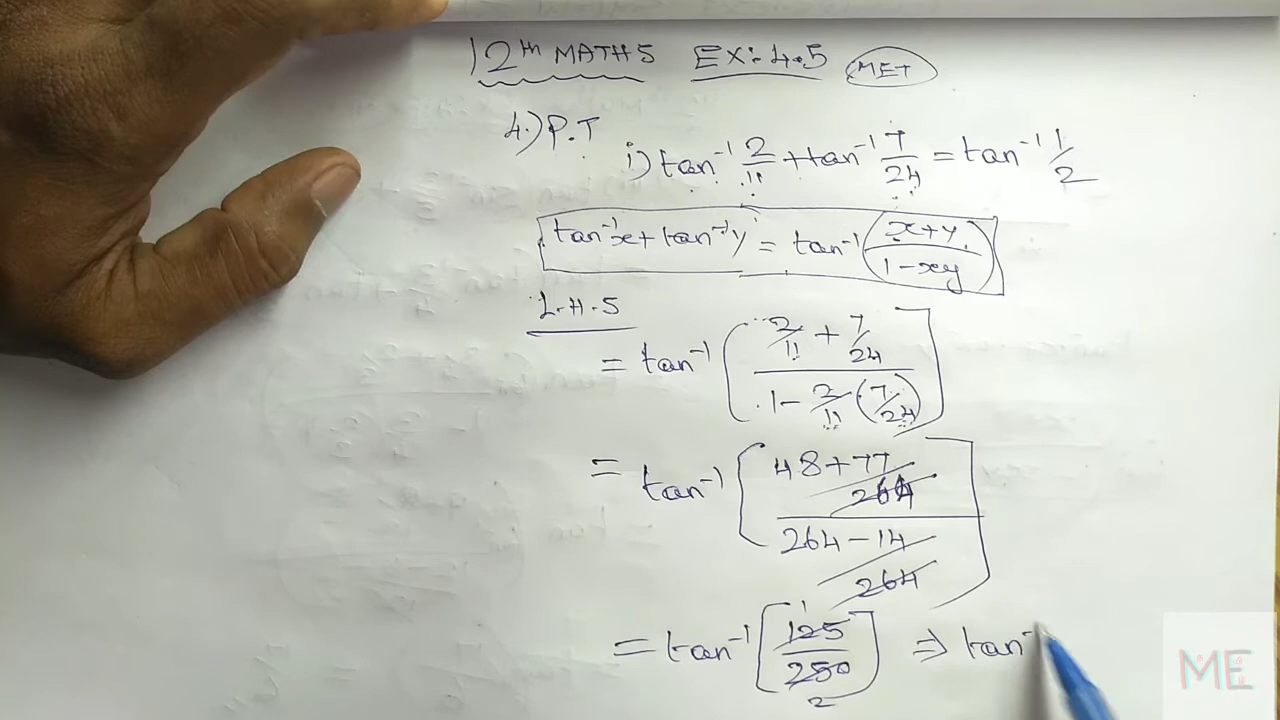 12th MATHS EX:4.5 MET
4.) P.T
i) tan⁻¹ 2/11 + tan⁻¹ 7/24 = tan⁻¹ 1/2
tan⁻¹x + tan⁻¹y = tan⁻¹ (x+y / 1-xy)
L.H.S
= tan⁻¹ [2/11 + 7/24 / 1 - 2/11 (7/24)]
= tan⁻¹ [48+77 / 264 / 264-14 / 264]
= tan⁻¹ [125 1 / 250 2] ⇒ tan⁻
ME